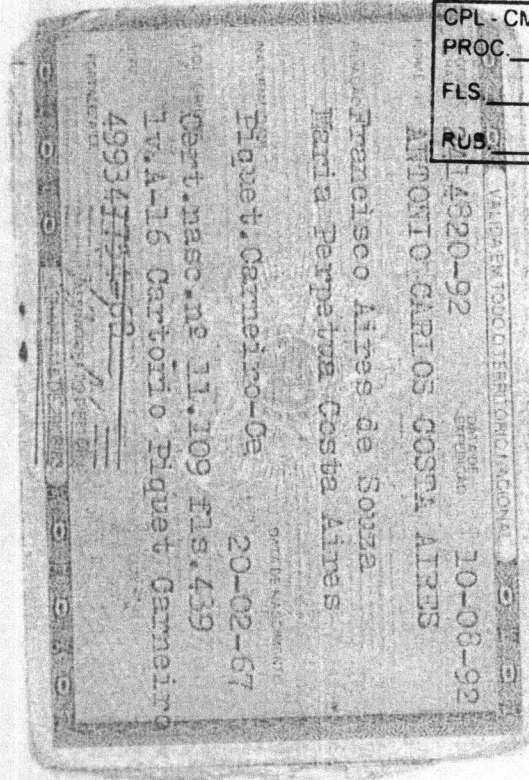 CPL - CM
PROC.
FLS.
RUB.
VÁLIDA EM TODO O TERRITÓRIO NACIONAL
14820-92
DATA DE EXPEDIÇÃO 10-08-92
ANTONIO CARLOS COSTA AIRES
Francisco Aires de Souza
Maria Perpetua Costa Aires
Piquet.Carneiro-Ce
DATA DE NASCIMENTO 20-02-67
Cert.nasc.nº 11.109 fls.439
lv.A-16 Cartorio Piquet Carneiro